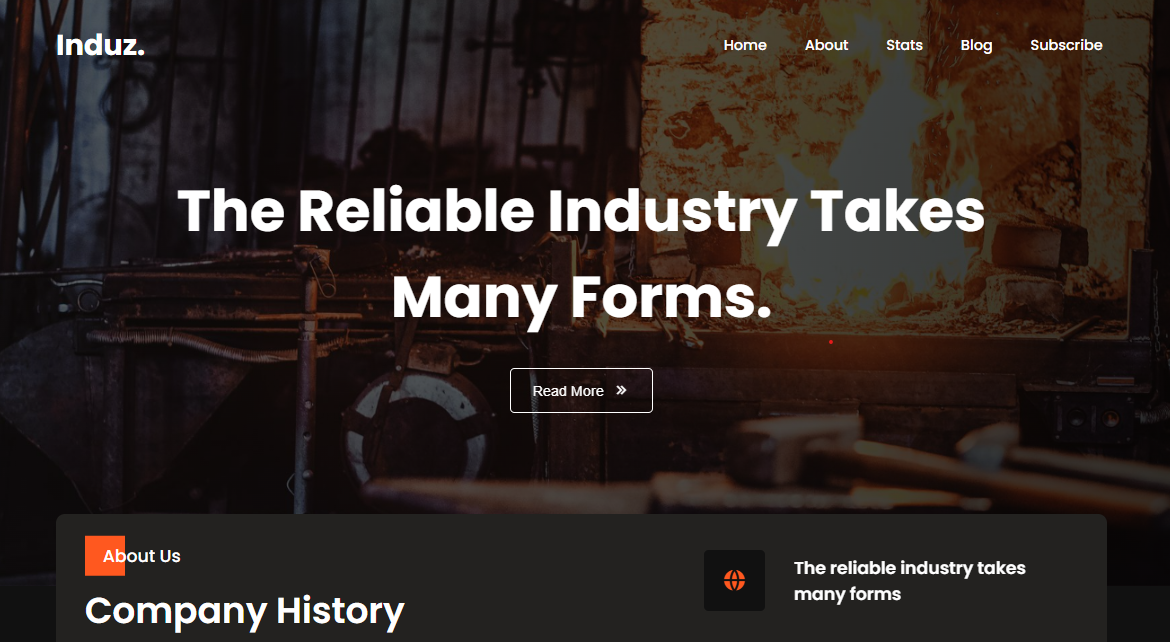 Induz.
Home
About
Stats
Blog
Subscribe
The Reliable Industry Takes
Many Forms.
Read More
About Us
Company History
The reliable industry takes
many forms